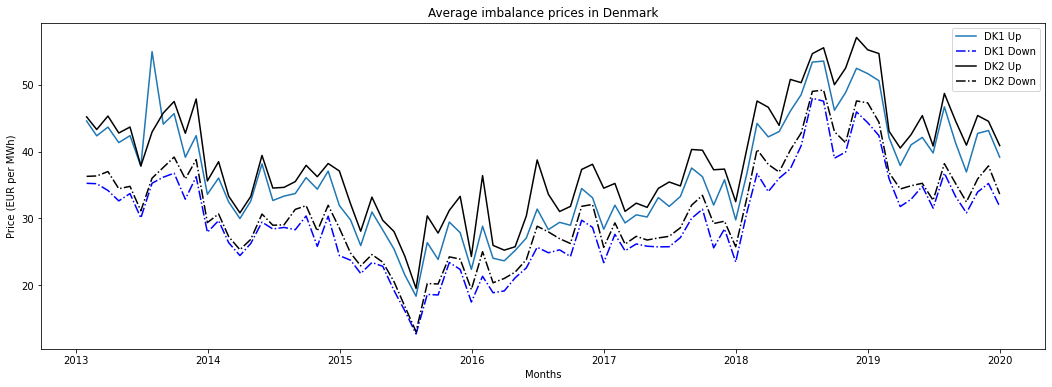 Average imbalance prices in Denmark
DK1 Up
DK1 Down
DK2 Up
DK2 Down
Price (EUR per MWh)
50
40
30
20
2013 2014 2015 2016 2017 2018 2019 2020
Months